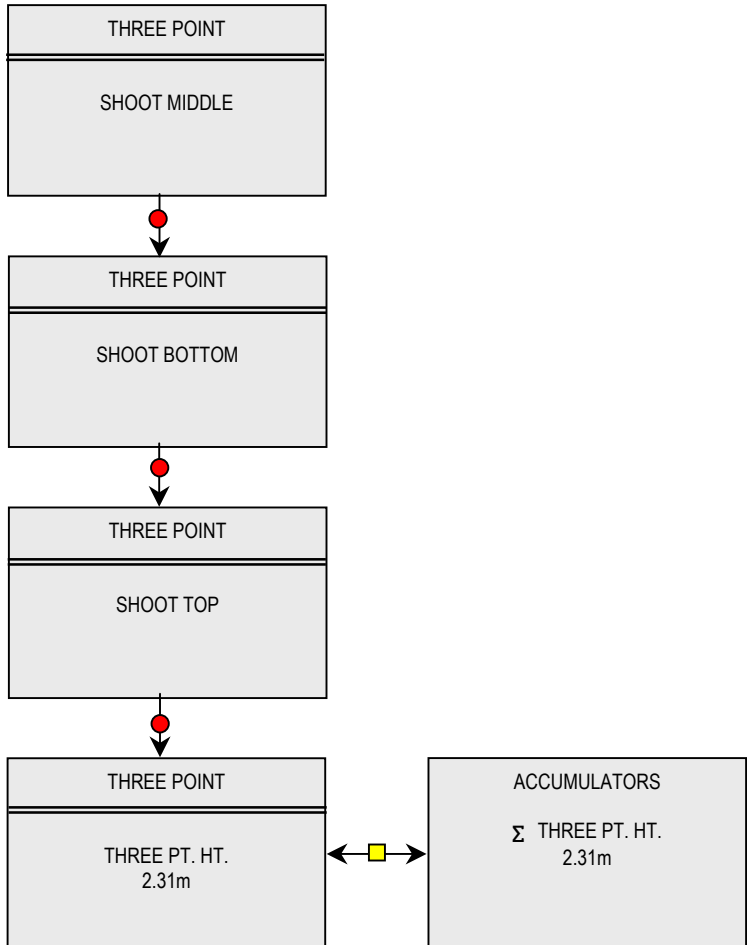 THREE POINT
SHOOT MIDDLE
THREE POINT
SHOOT BOTTOM
THREE POINT
SHOOT TOP
THREE POINT
THREE PT. HT.
2.31m
ACCUMULATORS
Σ THREE PT. HT.
2.31m